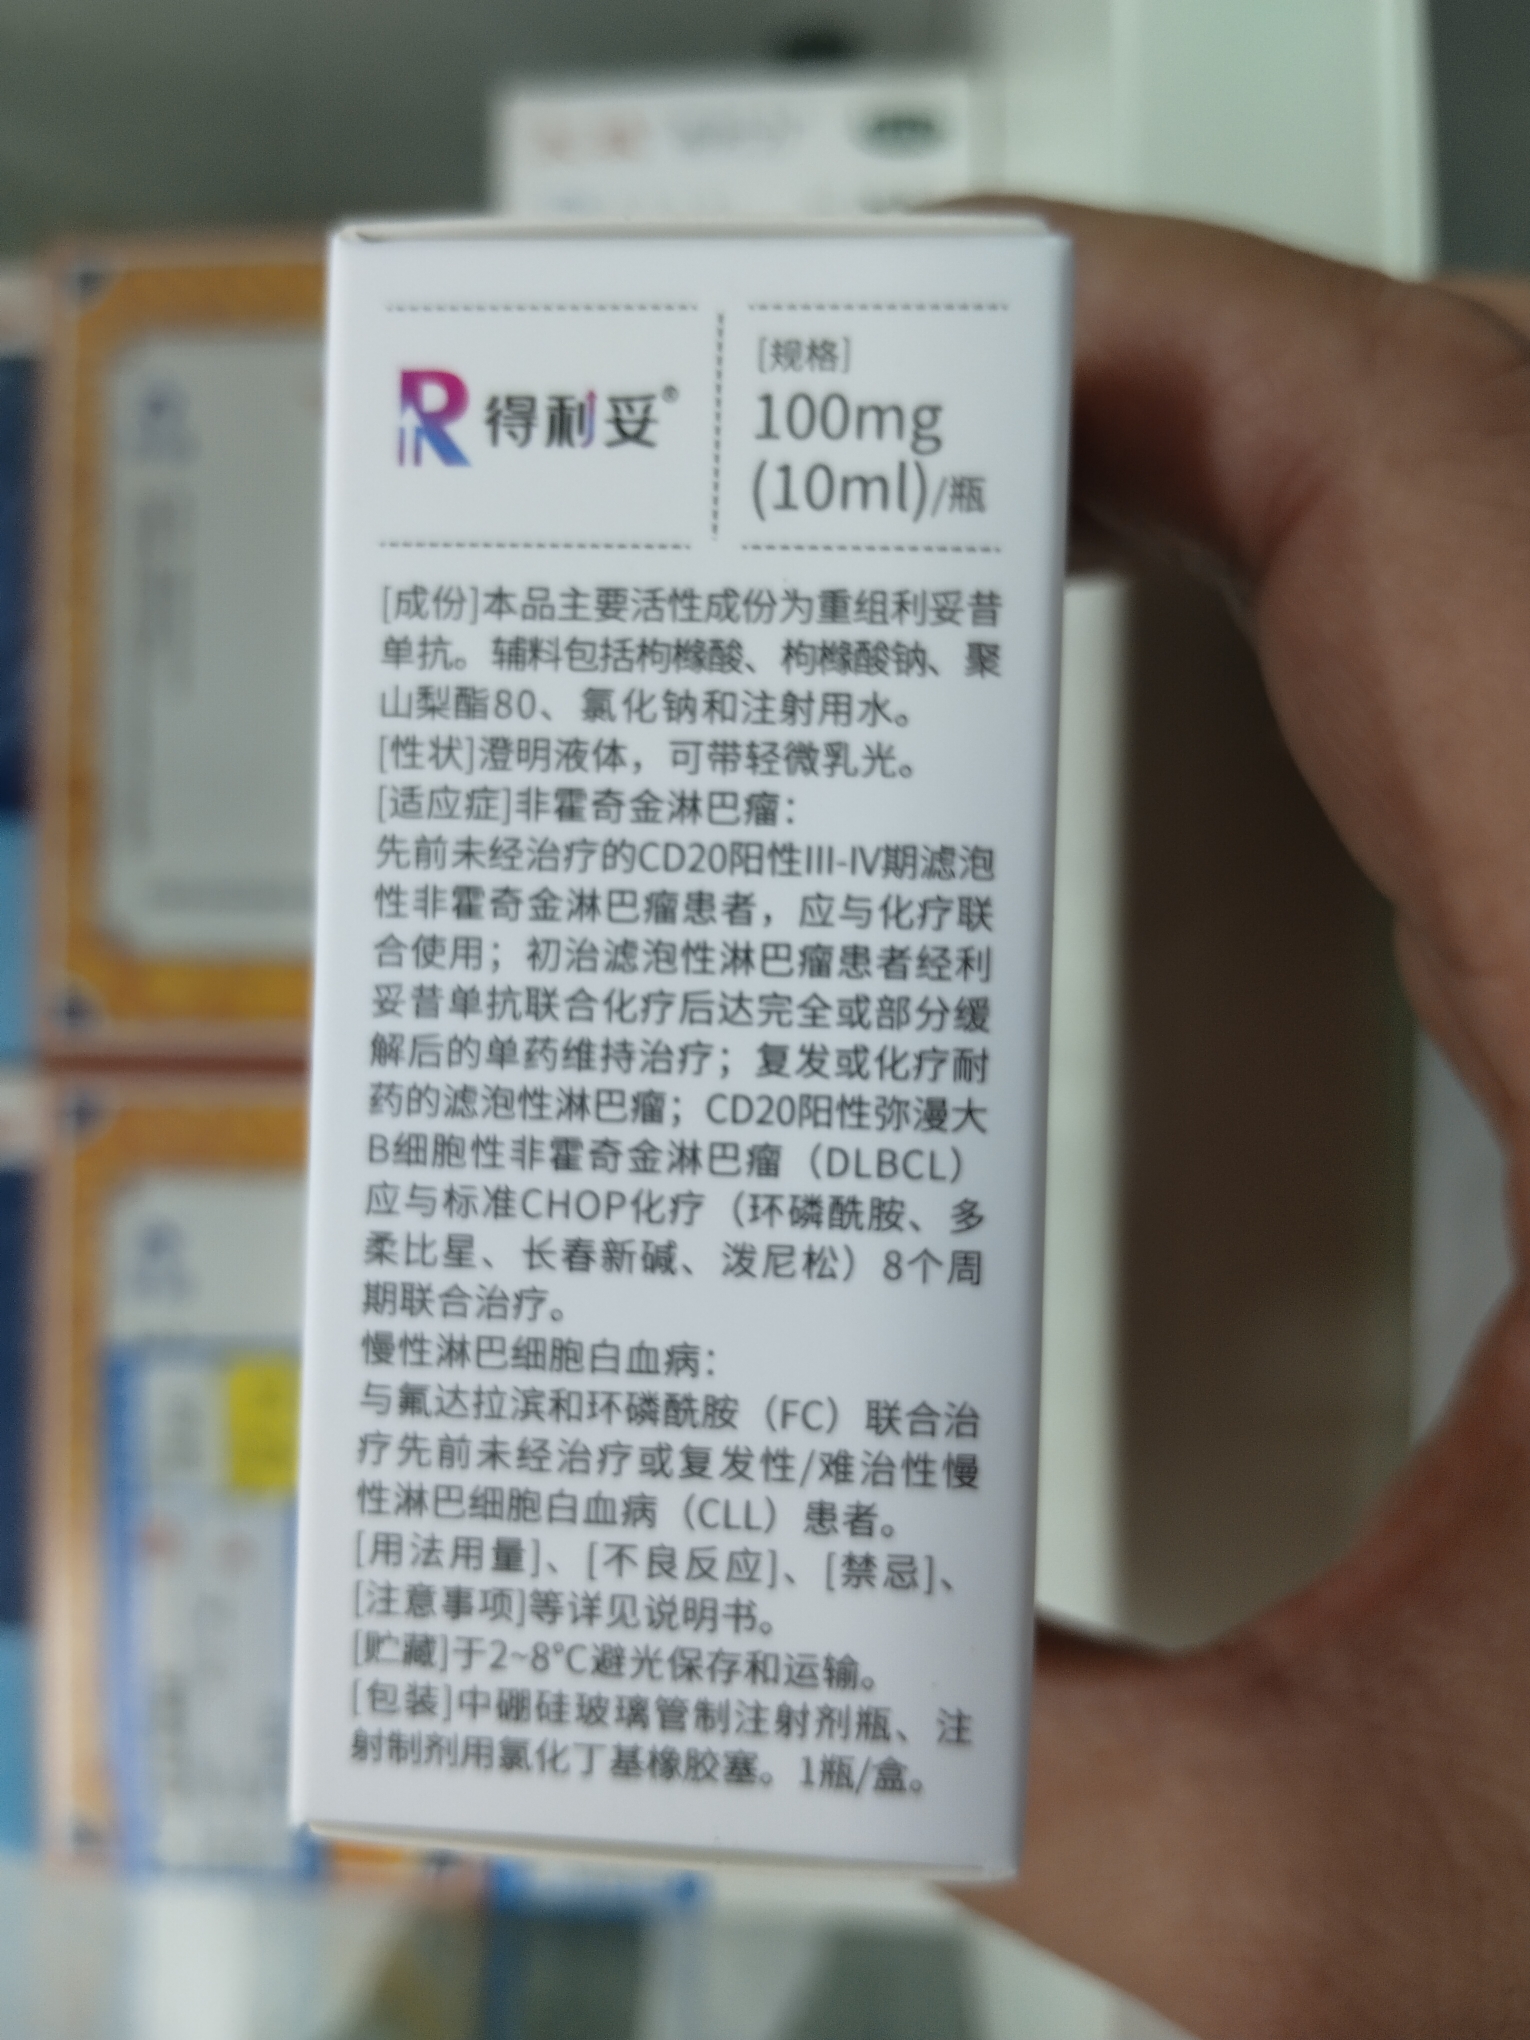 得利妥®
[规格]
100mg
(10ml)/瓶
[成份]本品主要活性成份为重组利妥昔
单抗。辅料包括枸橼酸、枸橼酸钠、聚
山梨酯80、氯化钠和注射用水。
[性状]澄明液体，可带轻微乳光。
[适应症]非霍奇金淋巴瘤：
先前未经治疗的CD20阳性III-IV期滤泡
性非霍奇金淋巴瘤患者，应与化疗联
合使用；初治滤泡性淋巴瘤患者经利
妥昔单抗联合化疗后达完全或部分缓
解后的单药维持治疗；复发或化疗耐
药的滤泡性淋巴瘤；CD20阳性弥漫大
B细胞性非霍奇金淋巴瘤（DLBCL）
应与标准CHOP化疗（环磷酰胺、多
柔比星、长春新碱、泼尼松）8个周
期联合治疗。
慢性淋巴细胞白血病：
与氟达拉滨和环磷酰胺（FC）联合治
疗先前未经治疗或复发性/难治性慢
性淋巴细胞白血病（CLL）患者。
[用法用量]、[不良反应]、[禁忌]、
[注意事项]等详见说明书。
[贮藏]于2~8°C避光保存和运输。
[包装]中硼硅玻璃管制注射剂瓶、注
射制剂用氯化丁基橡胶塞。1瓶/盒。